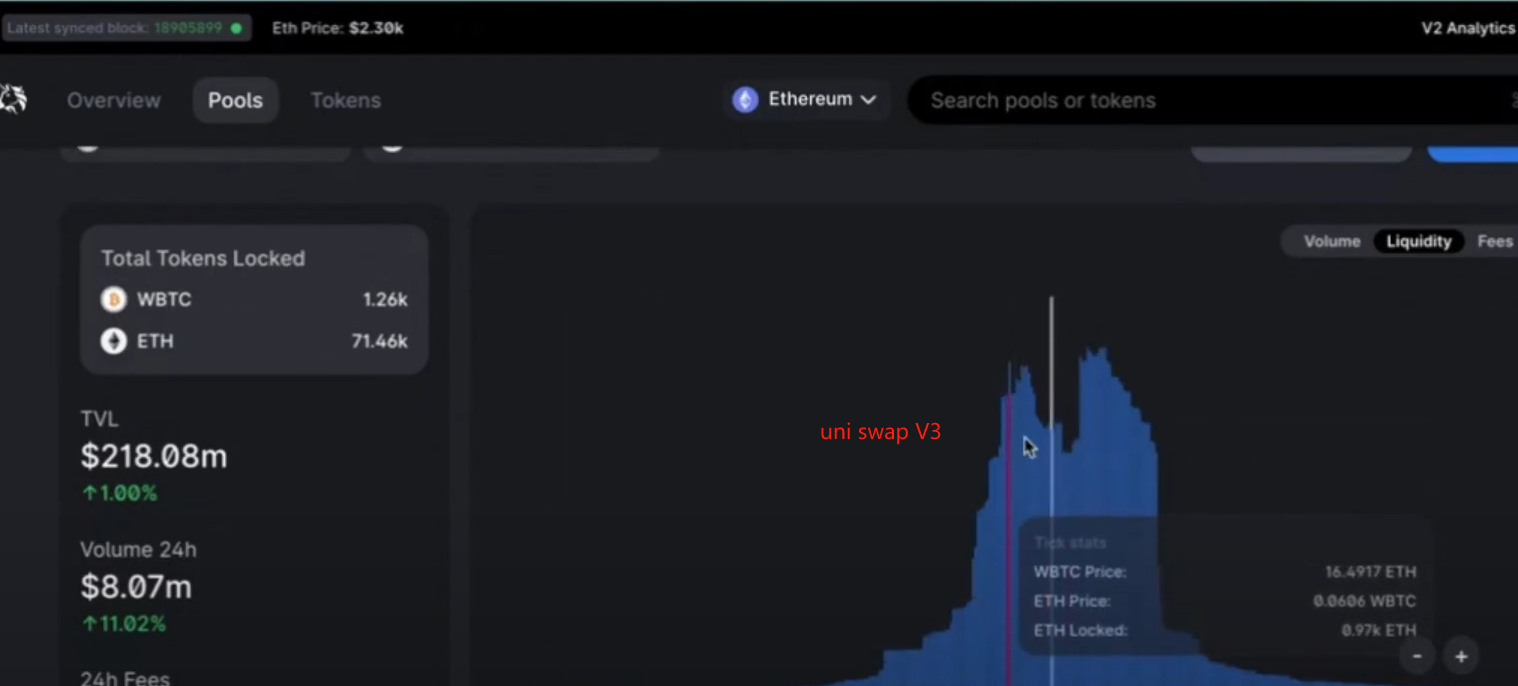 Latest synced block: 18905899 Eth Price: $2.30k V2 Analytics
Overview Pools Tokens Ethereum Search pools or tokens
Volume Liquidity Fees
Total Tokens Locked
WBTC 1.26k
ETH 71.46k
TVL
$218.08m
↑1.00%
uni swap V3
Volume 24h
$8.07m
↑11.02%
Tick stats
WBTC Price: 16.4917 ETH
ETH Price: 0.0606 WBTC
ETH Locked: 0.97k ETH
- +
24h Fees